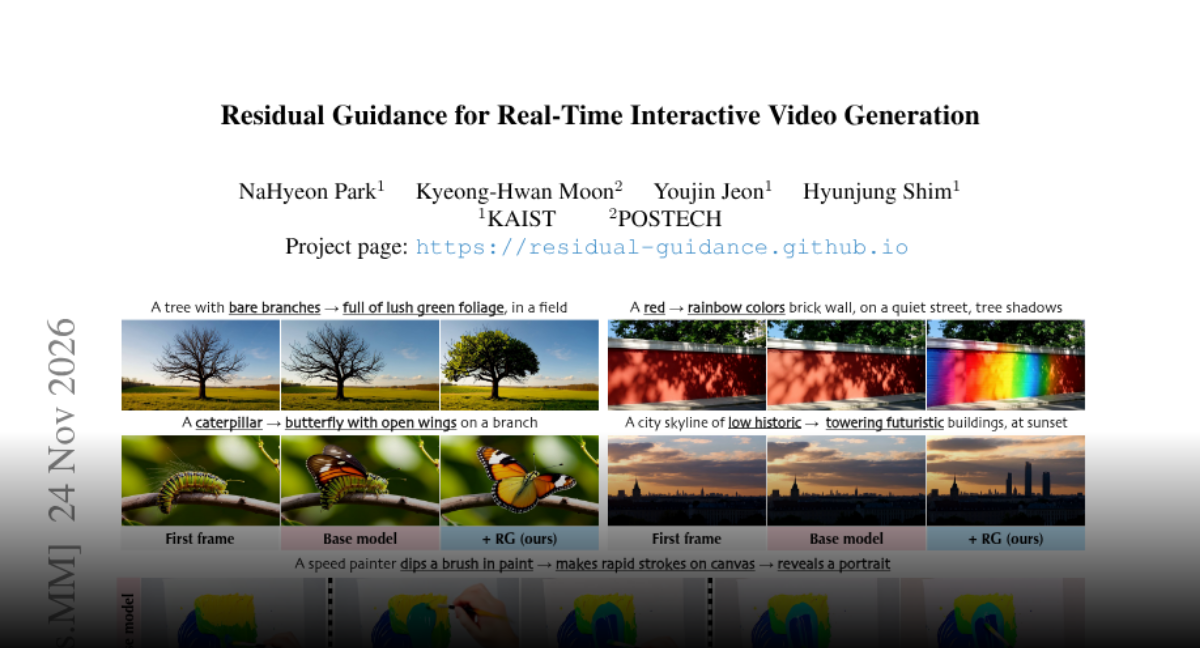 Residual Guidance for Real-Time Interactive Video Generation
NaHyeon Park1 Kyeong-Hwan Moon2 Youjin Jeon1 Hyunjung Shim1
1KAIST 2POSTECH
Project page: https://residual-guidance.github.io
s.MM] 24 Nov 2026
A tree with bare branches → full of lush green foliage, in a field
A red → rainbow colors brick wall, on a quiet street, tree shadows
A caterpillar → butterfly with open wings on a branch
A city skyline of low historic → towering futuristic buildings, at sunset
First frame Base model + RG (ours)
First frame Base model + RG (ours)
A speed painter dips a brush in paint → makes rapid strokes on canvas → reveals a portrait
model